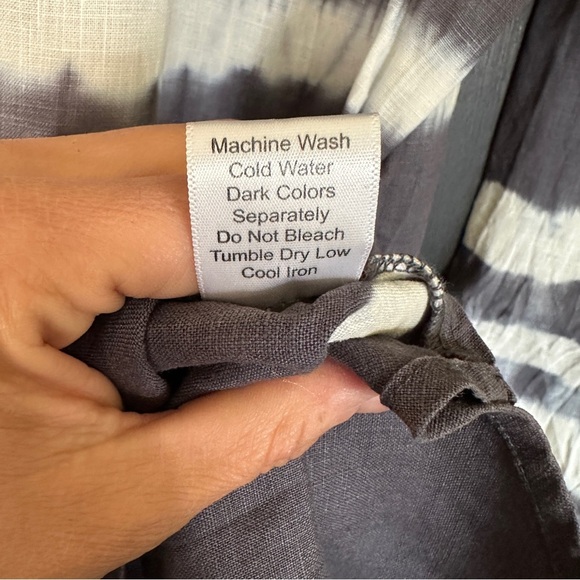 Machine Wash
Cold Water
Dark Colors
Separately
Do Not Bleach
Tumble Dry Low
Cool Iron